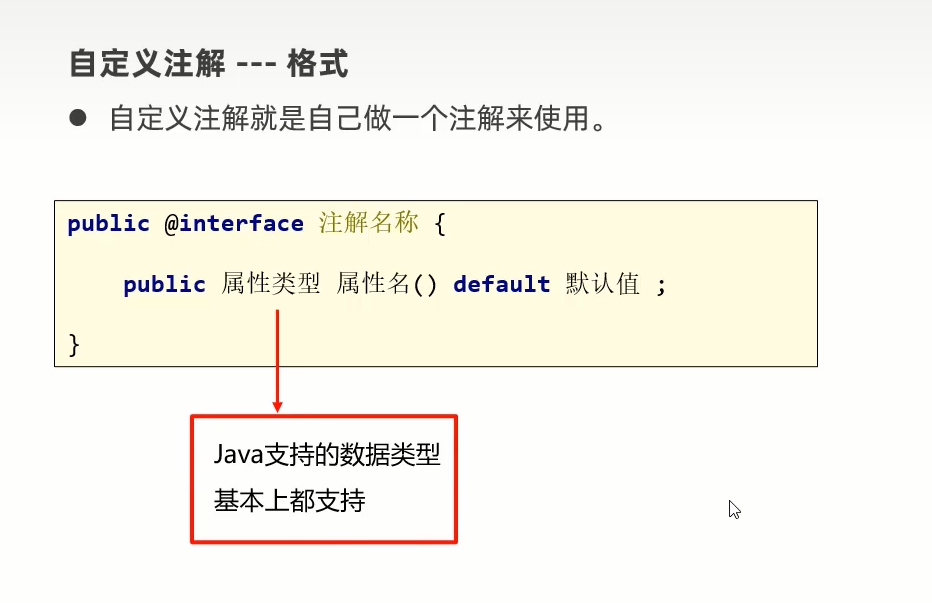 自定义注解 --- 格式
● 自定义注解就是自己做一个注解来使用。
public @interface 注解名称 {
public 属性类型 属性名() default 默认值 ;
}
Java支持的数据类型
基本上都支持